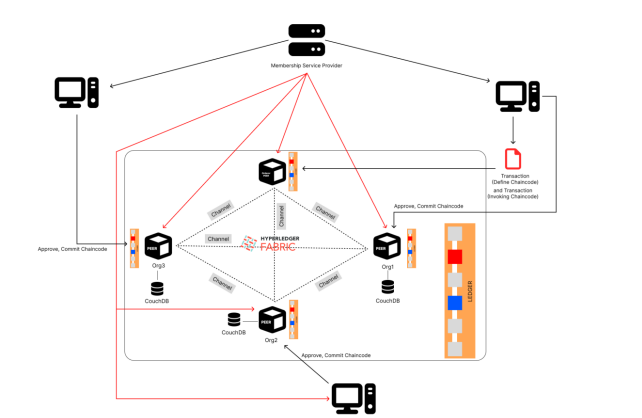 Membership Service Provider
Transaction
(Define Chaincode)
and Transaction
(Invoking Chaincode)
Approve, Commit Chaincode
Channel
Channel
Channel
Channel
HYPERLEDGER
FABRIC
PEER
Org3
PEER
Org1
Approve, Commit Chaincode
LEDGER
CouchDB
CouchDB
Channel
Channel
PEER
Org2
CouchDB
Approve, Commit Chaincode